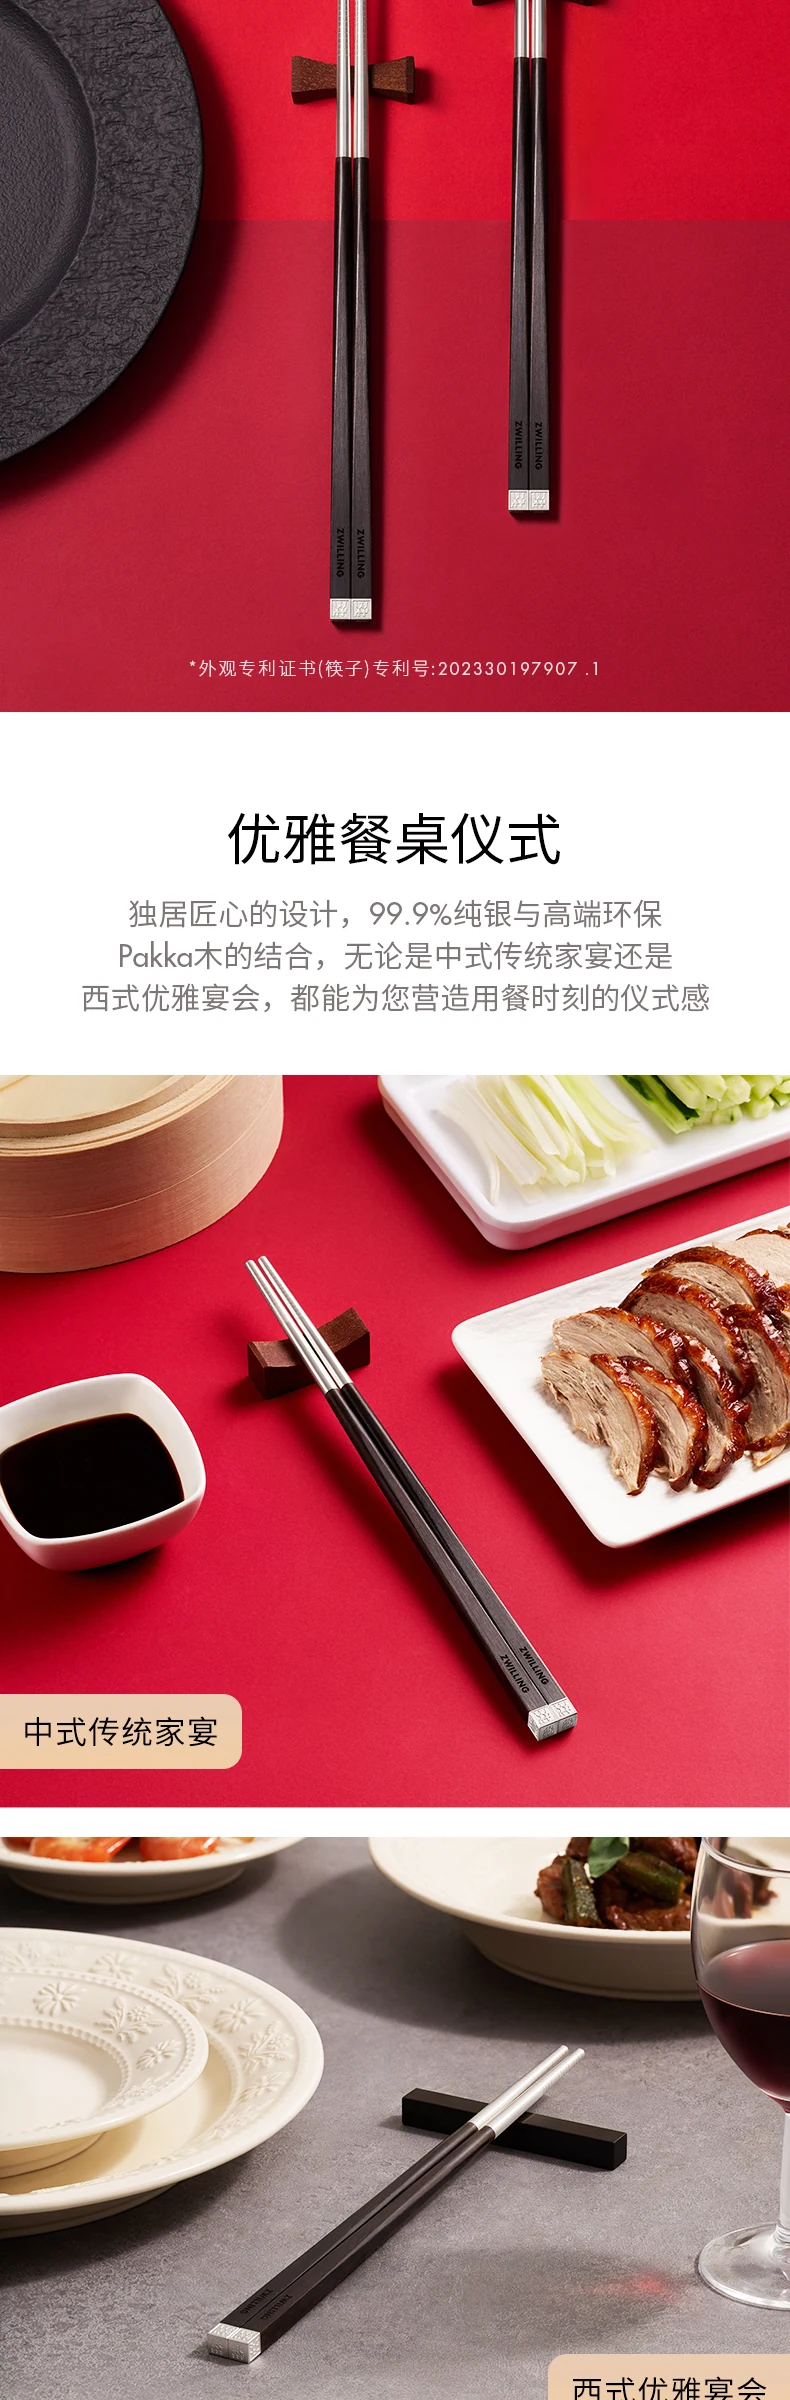 ZWILLING ZWILLING
ZWILLING ZWILLING
*外观专利证书(筷子)专利号:202330197907 .1
优雅餐桌仪式
独居匠心的设计，99.9%纯银与高端环保
Pakka木的结合，无论是中式传统家宴还是
西式优雅宴会，都能为您营造用餐时刻的仪式感
ZWILLING
ZWILLING
中式传统家宴
ZWILLING
ZWILLING
西式优雅宴会